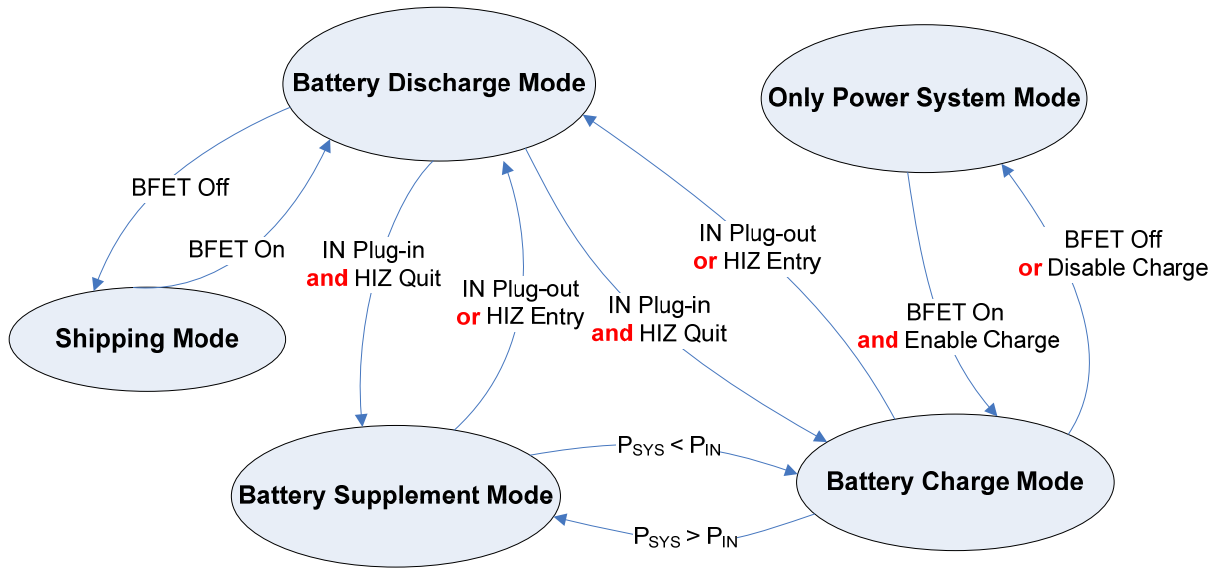 Battery Discharge Mode
Only Power System Mode
BFET Off
BFET On
IN Plug-in
and HIZ Quit
IN Plug-out
or HIZ Entry
IN Plug-in
and HIZ Quit
IN Plug-out
or HIZ Entry
BFET Off
or Disable Charge
BFET On
and Enable Charge
Shipping Mode
PSYS < PIN
Battery Supplement Mode
Battery Charge Mode
PSYS > PIN